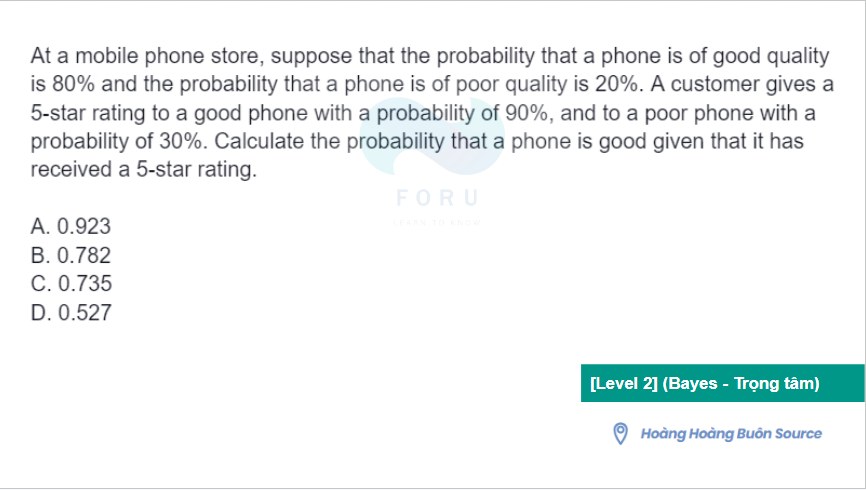 At a mobile phone store, suppose that the probability that a phone is of good quality
is 80% and the probability that a phone is of poor quality is 20%. A customer gives a
5-star rating to a good phone with a probability of 90%, and to a poor phone with a
probability of 30%. Calculate the probability that a phone is good given that it has
received a 5-star rating.
FORU
A. 0.923
B. 0.782
C. 0.735
D. 0.527
[Level 2] (Bayes - Trọng tâm)
Hoàng Hoàng Buôn Source